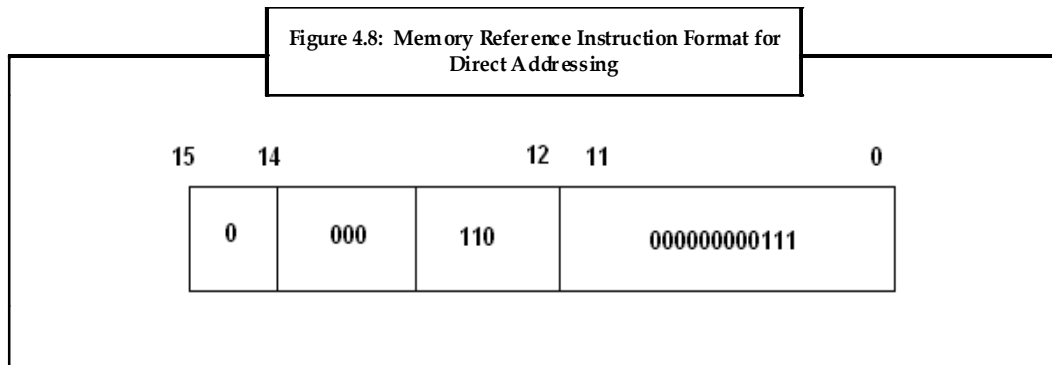 Figure 4.8: Memory Reference Instruction Format for
Direct Addressing
15 14 12 11 0
0 000 110 000000000111